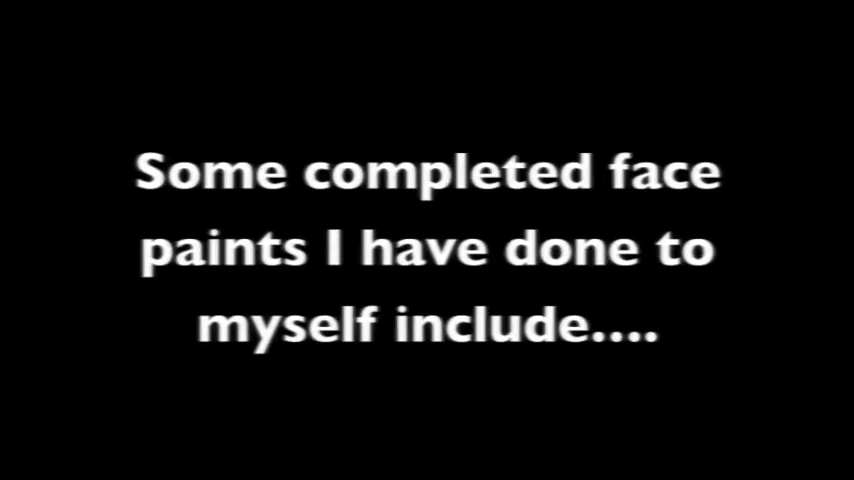 Some completed face
paints I have done to
myself include....